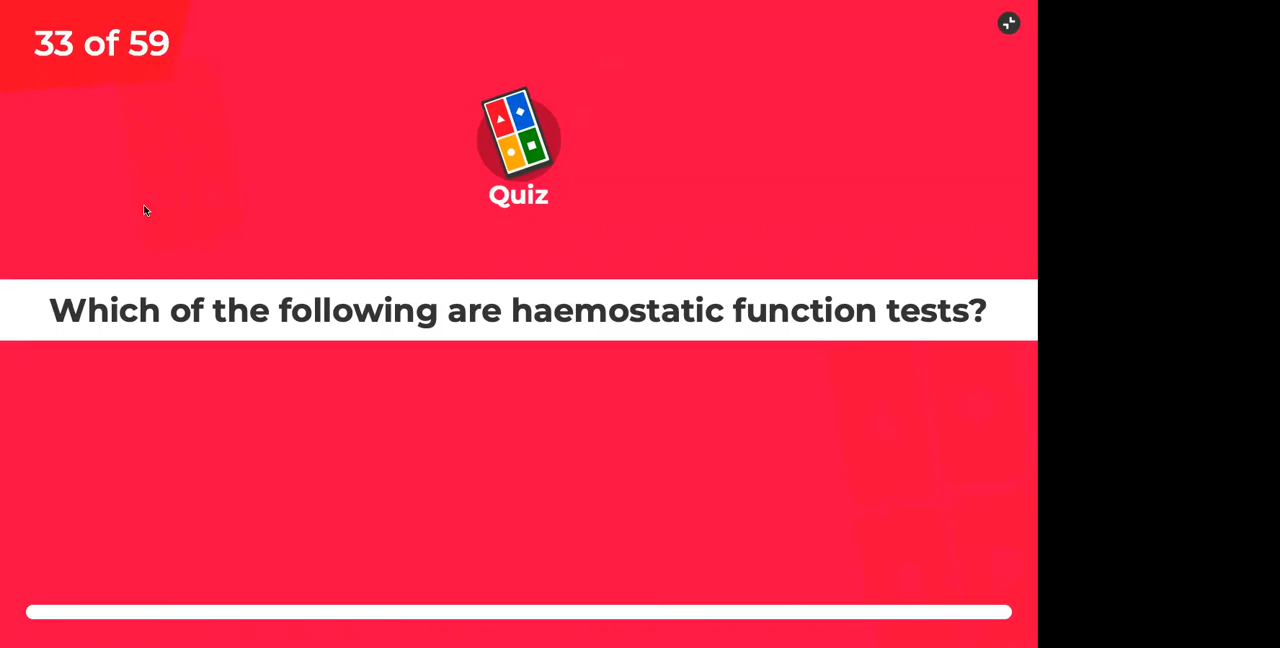 33 of 59
Quiz
Which of the following are haemostatic function tests?